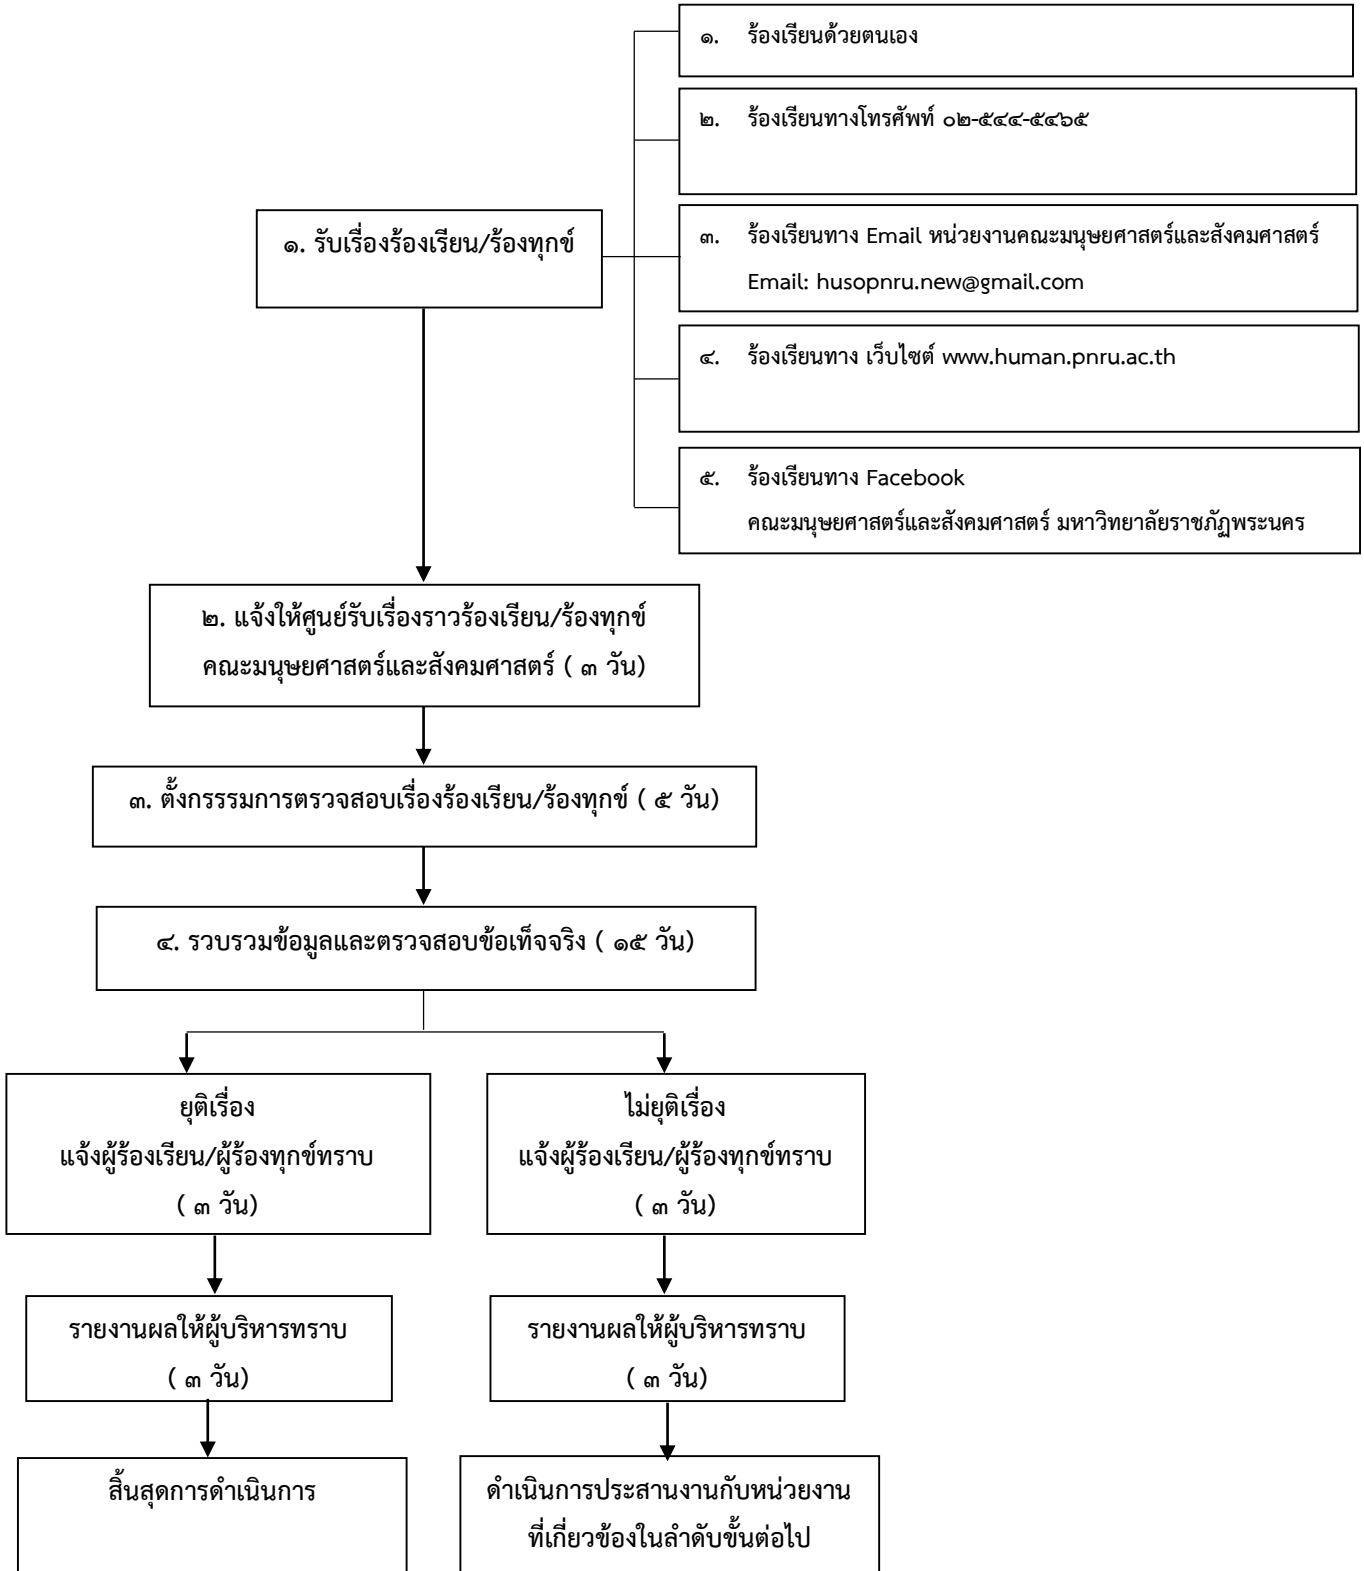 ๑. ร้องเรียนด้วยตนเอง
๒. ร้องเรียนทางโทรศัพท์ ๐๒-๕๔๔-๕๔๖๕
๑. รับเรื่องร้องเรียน/ร้องทุกข์
๓. ร้องเรียนทาง Email หน่วยงานคณะมนุษยศาสตร์และสังคมศาสตร์
Email: husopnru.new@gmail.com
๔. ร้องเรียนทาง เว็บไซต์ www.human.pnru.ac.th
๕. ร้องเรียนทาง Facebook
คณะมนุษยศาสตร์และสังคมศาสตร์ มหาวิทยาลัยราชภัฏพระนคร
๒. แจ้งให้ศูนย์รับเรื่องราวร้องเรียน/ร้องทุกข์
คณะมนุษยศาสตร์และสังคมศาสตร์ ( ๓ วัน)
๓. ตั้งกรรรมการตรวจสอบเรื่องร้องเรียน/ร้องทุกข์ ( ๕ วัน)
๔. รวบรวมข้อมูลและตรวจสอบข้อเท็จจริง ( ๑๕ วัน)
ยุติเรื่อง
แจ้งผู้ร้องเรียน/ผู้ร้องทุกข์ทราบ
( ๓ วัน)
ไม่ยุติเรื่อง
แจ้งผู้ร้องเรียน/ผู้ร้องทุกข์ทราบ
( ๓ วัน)
รายงานผลให้ผู้บริหารทราบ
( ๓ วัน)
รายงานผลให้ผู้บริหารทราบ
( ๓ วัน)
สิ้นสุดการดำเนินการ
ดำเนินการประสานงานกับหน่วยงาน
ที่เกี่ยวข้องในลำดับขั้นต่อไป